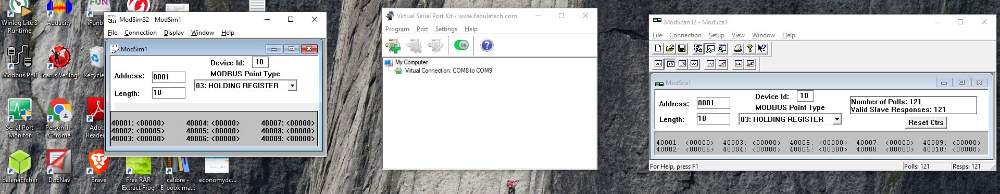 Winlog Lite 3
Runtime
Audacity
iFunbo
Modbus Poll
Icarus Verilog
Recycle
Serial Port
Monitor
Person 1 -
Chrome
Adob
Reader
balenaEtcher
DocNav
Brave
Free RAR
Extract Frog
calibre -
E-book ma...
economydc...
ModSim32 - ModSim1
File Connection Display Window Help
ModSim1
Device Id: 10
Address: 0001
MODBUS Point Type
03: HOLDING REGISTER
Length: 10
40001: <00000> 40004: <00000> 40007: <00000>
40002: <00005> 40005: <00000> 40008: <00000>
40003: <00000> 40006: <00000> 40009: <00000>
Virtual Serial Port Kit - www.fabulatech.com
Program Port Settings Help
ON
My Computer
Virtual Connection: COM8 to COM9
ModScan32 - ModSca1
File Connection Setup View Window Help
ModSca1
Device Id: 10
Address: 0001
MODBUS Point Type
Length: 10
03: HOLDING REGISTER
Number of Polls: 121
Valid Slave Responses: 121
Reset Ctrs
40001: <00000> 40003: <00000> 40005: <00000> 40007: <00000> 40009: <00000>
40002: <00005> 40004: <00000> 40006: <00000> 40008: <00000> 40010: <00000>
For Help, press F1
Polls: 121
Resps: 121